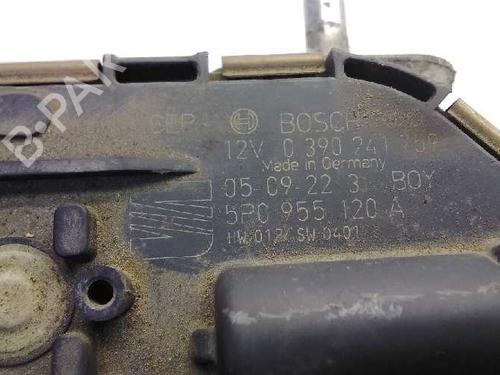 CEP BOSCH
12V 0 390 241
Made in Germany
05-09-22 3 BOY
5P0 955 120 A
HW 012 SW 0401
B-PARTS